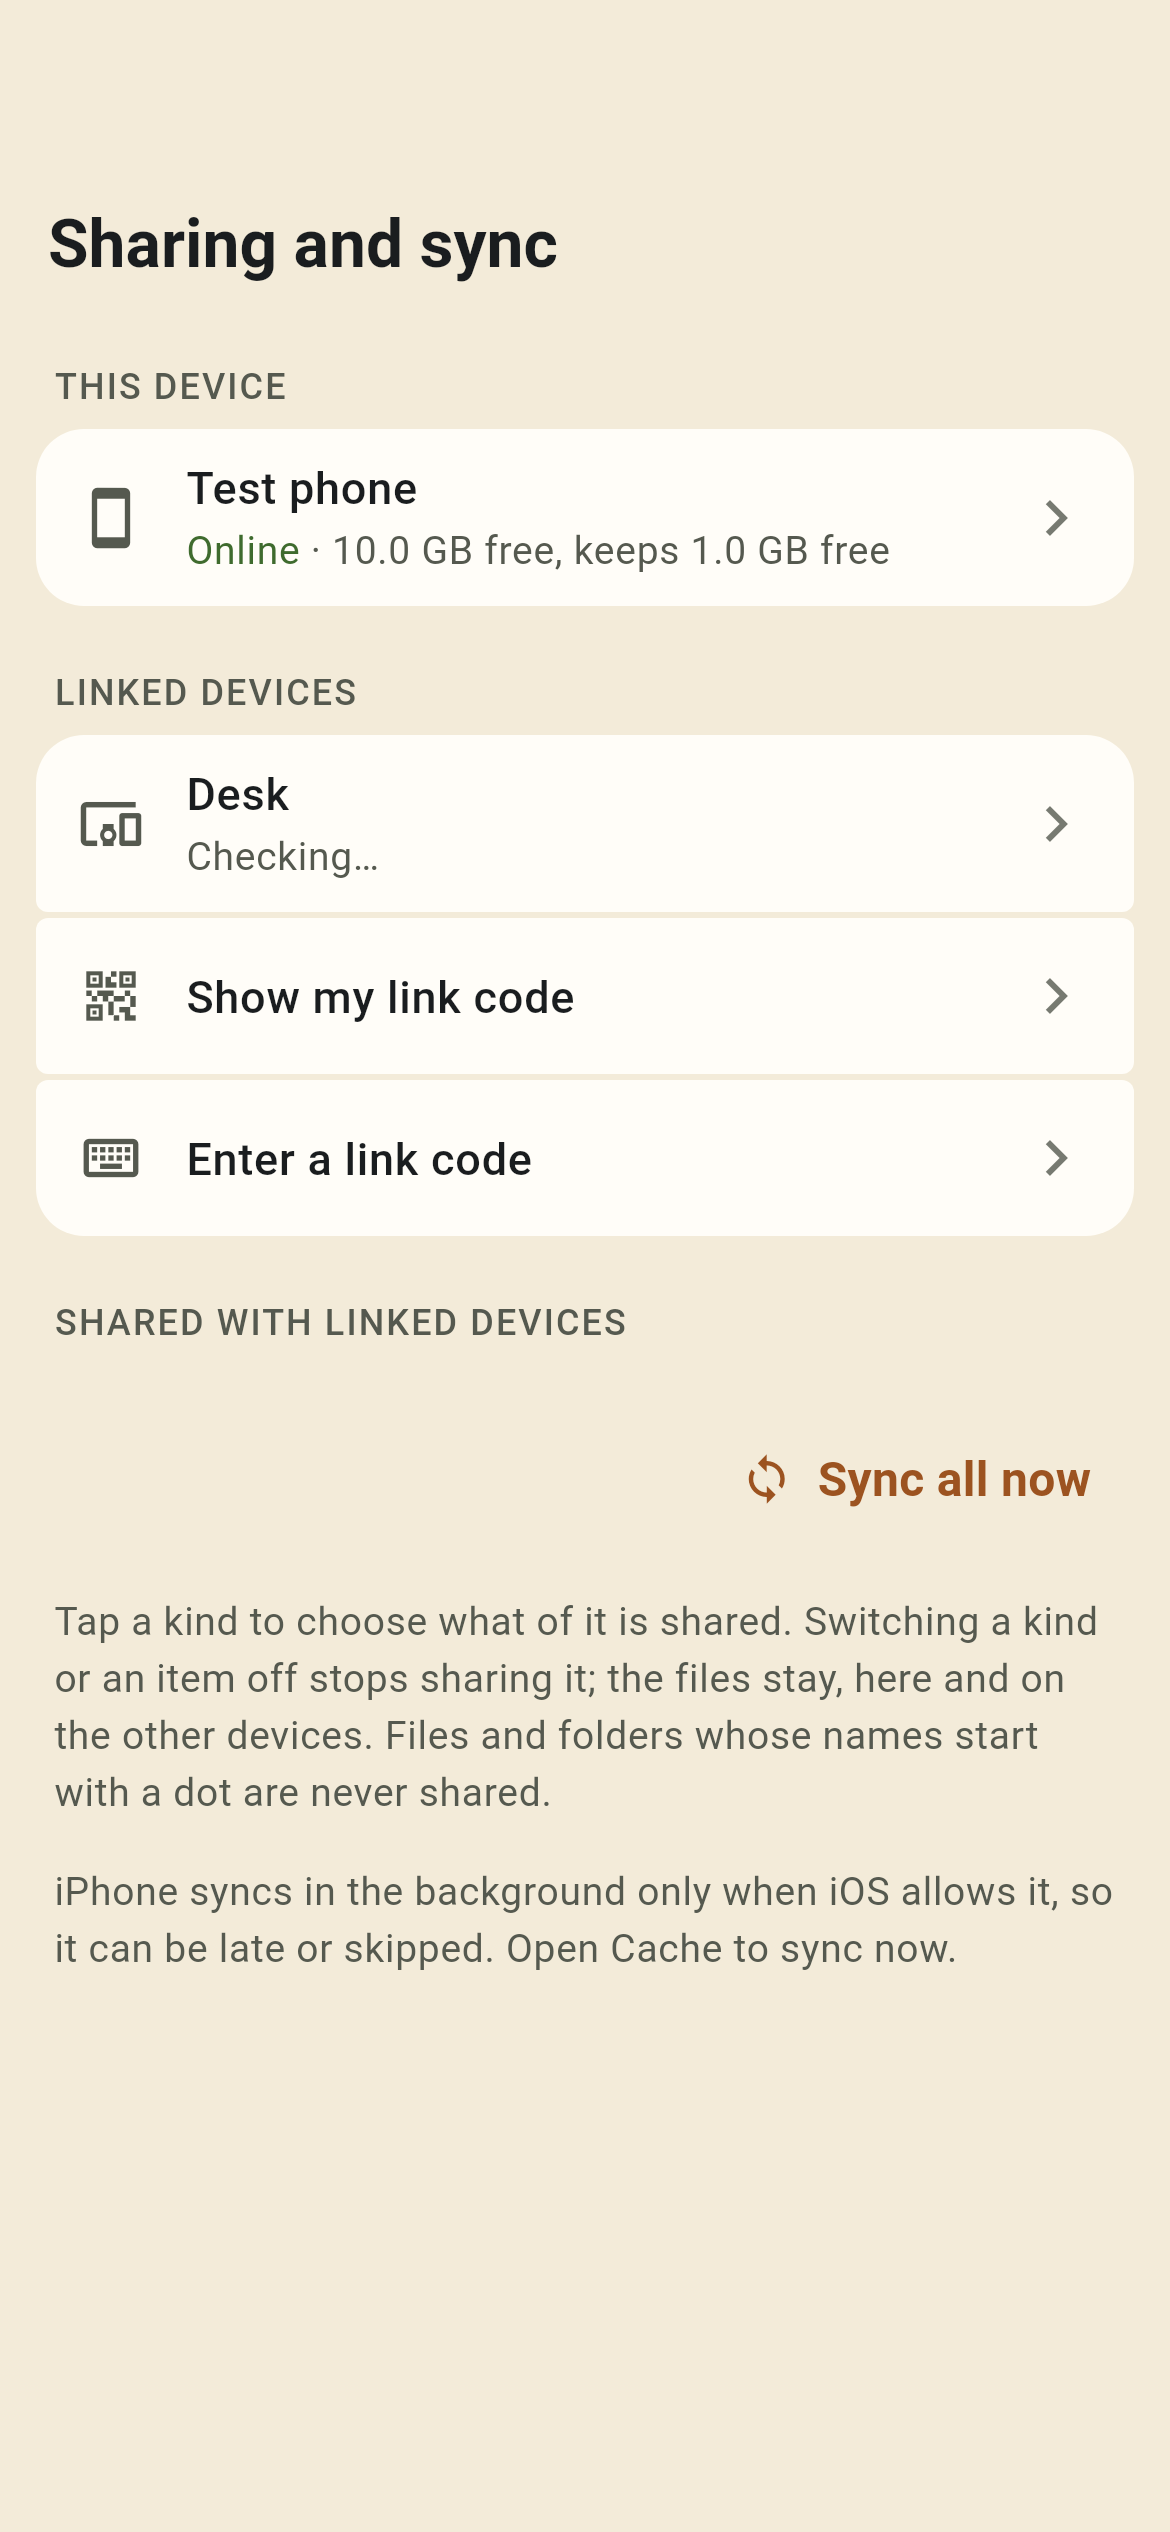 Sharing and sync
THIS DEVICE
Test phone
Online · 10.0 GB free, keeps 1.0 GB free
LINKED DEVICES
Desk
Checking…
Show my link code
Enter a link code
SHARED WITH LINKED DEVICES
Sync all now
Tap a kind to choose what of it is shared. Switching a kind
or an item off stops sharing it; the files stay, here and on
the other devices. Files and folders whose names start
with a dot are never shared.
iPhone syncs in the background only when iOS allows it, so
it can be late or skipped. Open Cache to sync now.